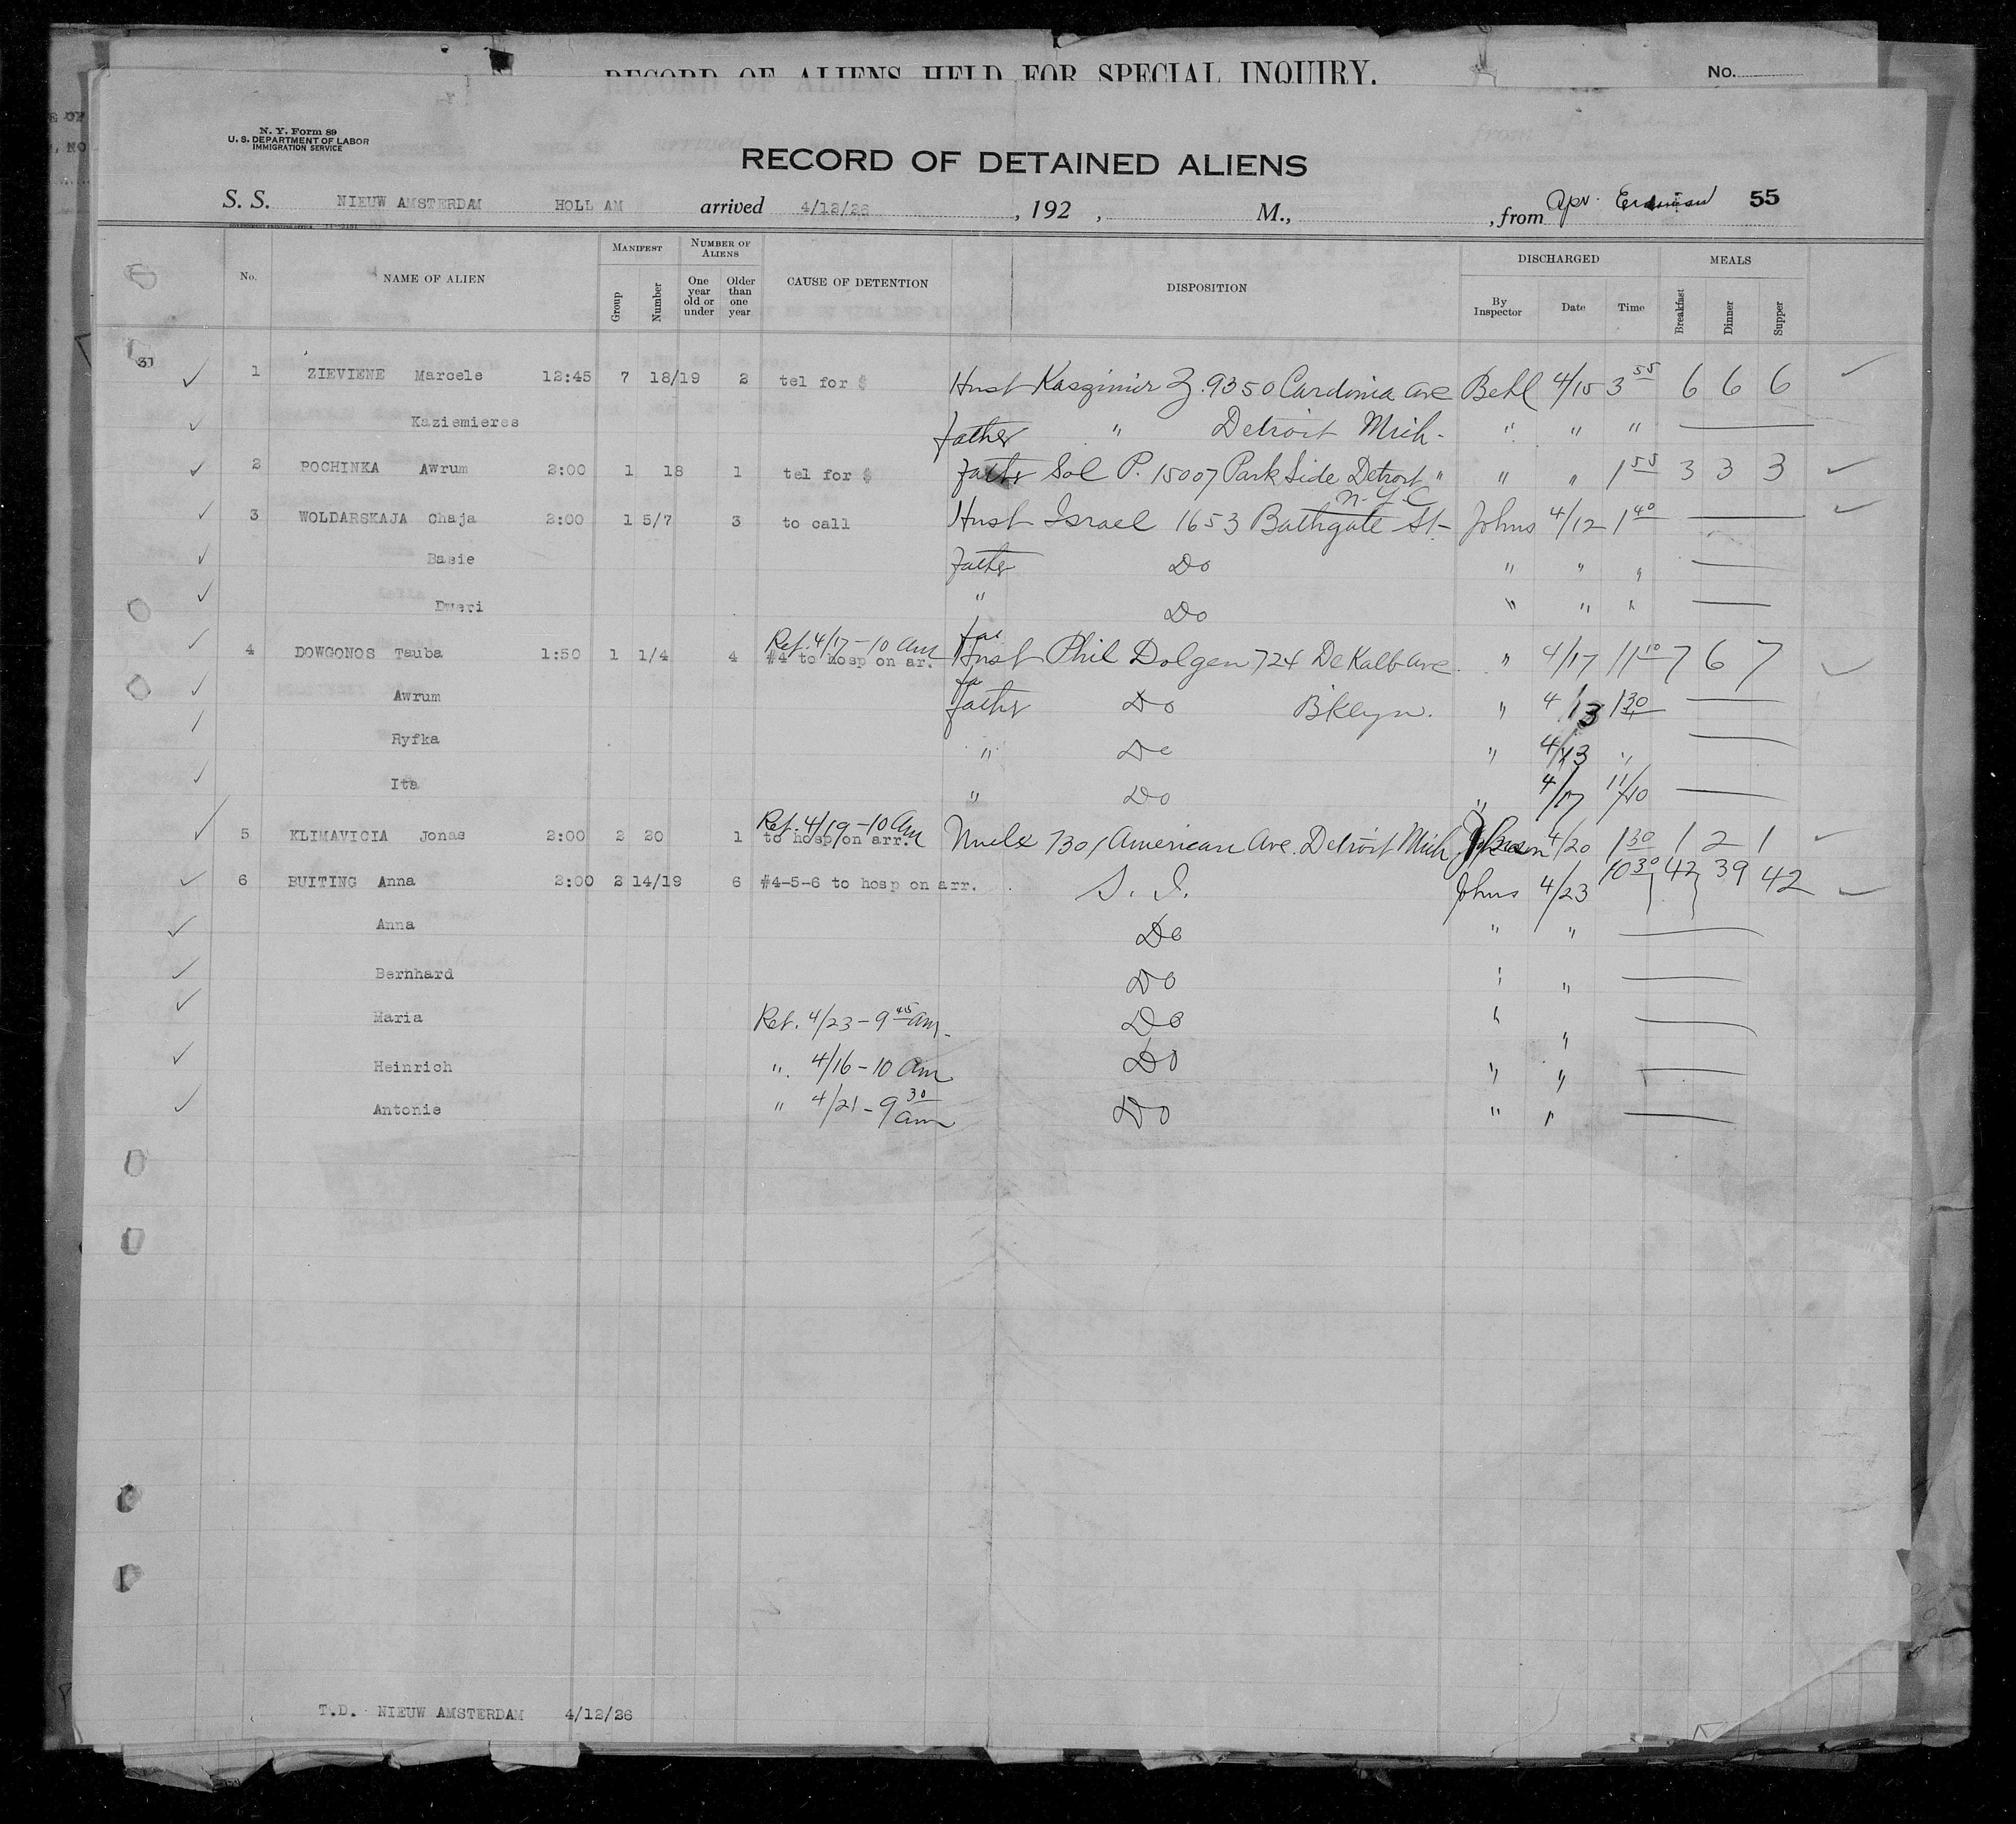 RECORD OF ALIENS HELD FOR SPECIAL INQUIRY.
No.
N. Y. Form 89
U. S. DEPARTMENT OF LABOR
IMMIGRATION SERVICE
RECORD OF DETAINED ALIENS
S. S. NIEUW AMSTERDAM HOLL AM arrived 4/12/26 , 192 , M., , from Apr. 55
No. NAME OF ALIEN MANIFEST Group Number NUMBER OF ALIENS One year old or under Older than one year CAUSE OF DETENTION DISPOSITION DISCHARGED By Inspector Date Time MEALS Breakfast Dinner Supper
1 ZIEVIENE Marcele 12:45 7 18/19 2 tel for $ Husb Kaszimir Z. 9350 Cardonia ave Behl 4/15 3 55 6 6 6
Kaziemieres father " Detroit Mich. " " "
2 POCHINKA Awrum 2:00 1 18 1 tel for $ father Sol P. 15007 Park Side Detroit " " " 1 55 3 3 3
N.Y.C
3 WOLDARSKAJA Chaja 2:00 1 5/7 3 to call Husb Israel 1653 Bathgate St. Johns 4/12 1 40
Basie father Do " " "
Dweri " Do " " "
Ret. 4/17 - 10 am fae
4 DOWGONOS Tauba 1:50 1 1/4 4 #4 to hosp on ar. Husb Phil Dolgen 724 DeKalb ave " 4/17 11 10 7 6 7
fa
Awrum father Do Bklyn. " 4/13 1 30
Ryfka " Do " 4/13 "
Ita " Do " 4/17 11/10
Ret. 4/19 - 10 am
5 KLIMAVICIA Jonas 2:00 2 20 1 to hosp on arr. Uncle 7301 American Ave. Detroit Mich 4/20 1 30 1 2 1
6 BUITING Anna 2:00 2 14/19 6 #4-5-6 to hosp on arr. S. I. Johns 4/23 10 30 42 39 42
Anna Do " "
Bernhard Do " "
Maria Ret. 4/23 - 9 45 am. Do " "
Heinrich " 4/16 - 10 am Do " "
Antonie " 4/21 - 9 30 am Do " "
T.D. NIEUW AMSTERDAM 4/12/26